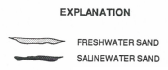 EXPLANATION
FRESHWATER SAND
SALINEWATER SAND